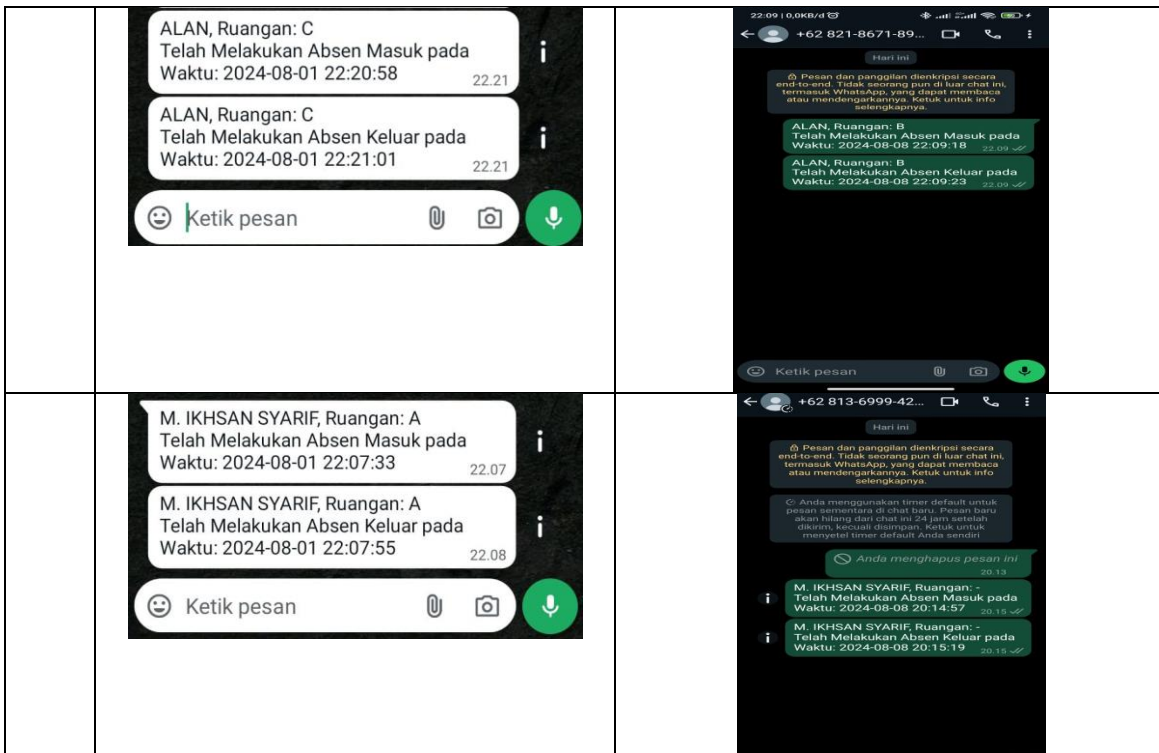 ALAN, Ruangan: C
Telah Melakukan Absen Masuk pada
Waktu: 2024-08-01 22:20:58
22.21
ALAN, Ruangan: C
Telah Melakukan Absen Keluar pada
Waktu: 2024-08-01 22:21:01
22.21
Ketik pesan
22:09 | 0,0KB/d
+62 821-8671-89...
Hari ini
Pesan dan panggilan dienkripsi secara
end-to-end. Tidak seorang pun di luar chat ini,
termasuk WhatsApp, yang dapat membaca
atau mendengarkannya. Ketuk untuk info
selengkapnya.
ALAN, Ruangan: B
Telah Melakukan Absen Masuk pada
Waktu: 2024-08-08 22:09:18
22.09
ALAN, Ruangan: B
Telah Melakukan Absen Keluar pada
Waktu: 2024-08-08 22:09:23
22.09
Ketik pesan
M. IKHSAN SYARIF, Ruangan: A
Telah Melakukan Absen Masuk pada
Waktu: 2024-08-01 22:07:33
22.07
M. IKHSAN SYARIF, Ruangan: A
Telah Melakukan Absen Keluar pada
Waktu: 2024-08-01 22:07:55
22.08
Ketik pesan
+62 813-6999-42...
Hari ini
Pesan dan panggilan dienkripsi secara
end-to-end. Tidak seorang pun di luar chat ini,
termasuk WhatsApp, yang dapat membaca
atau mendengarkannya. Ketuk untuk info
selengkapnya.
Anda menggunakan timer default untuk
pesan sementara di chat baru. Pesan baru
akan hilang dari chat ini 24 jam setelah
dikirim, kecuali disimpan. Ketuk untuk
menyetel timer default Anda sendiri
Anda menghapus pesan ini
20.13
M. IKHSAN SYARIF, Ruangan: -
Telah Melakukan Absen Masuk pada
Waktu: 2024-08-08 20:14:57
20.15
M. IKHSAN SYARIF, Ruangan: -
Telah Melakukan Absen Keluar pada
Waktu: 2024-08-08 20:15:19
20.15